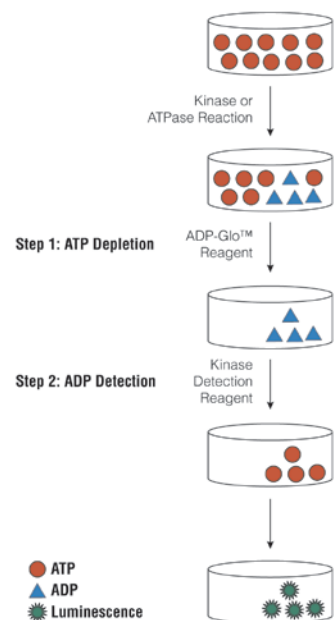 Kinase or
ATPase Reaction
Step 1: ATP Depletion
ADP-Glo™
Reagent
Step 2: ADP Detection
Kinase
Detection
Reagent
ATP
ADP
Luminescence